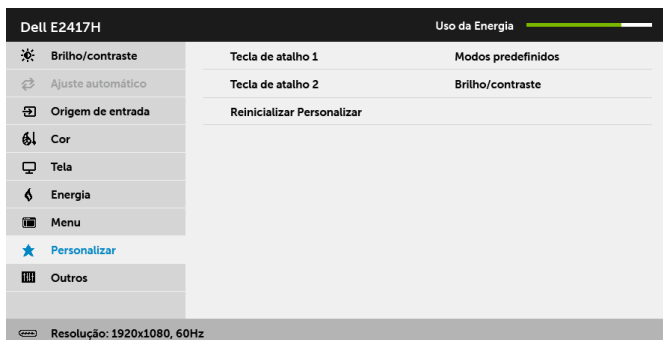 Dell E2417H Uso da Energia
Brilho/contraste Tecla de atalho 1 Modos predefinidos
Ajuste automático Tecla de atalho 2 Brilho/contraste
Origem de entrada Reinicializar Personalizar
Cor
Tela
Energia
Menu
Personalizar
Outros
Resolução: 1920x1080, 60Hz